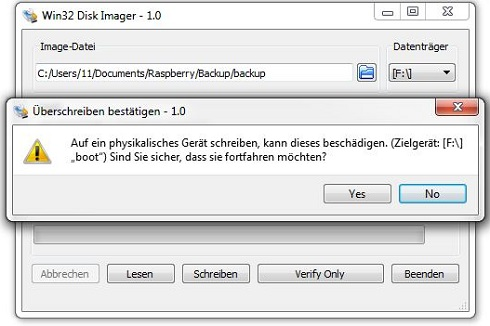 Win32 Disk Imager - 1.0
Image-Datei
Datenträger
C:/Users/11/Documents/Raspberry/Backup/backup
[F:\]
Überschreiben bestätigen - 1.0
Auf ein physikalisches Gerät schreiben, kann dieses beschädigen. (Zielgerät: [F:\]
„boot“) Sind Sie sicher, dass sie fortfahren möchten?
Yes
No
Abbrechen
Lesen
Schreiben
Verify Only
Beenden